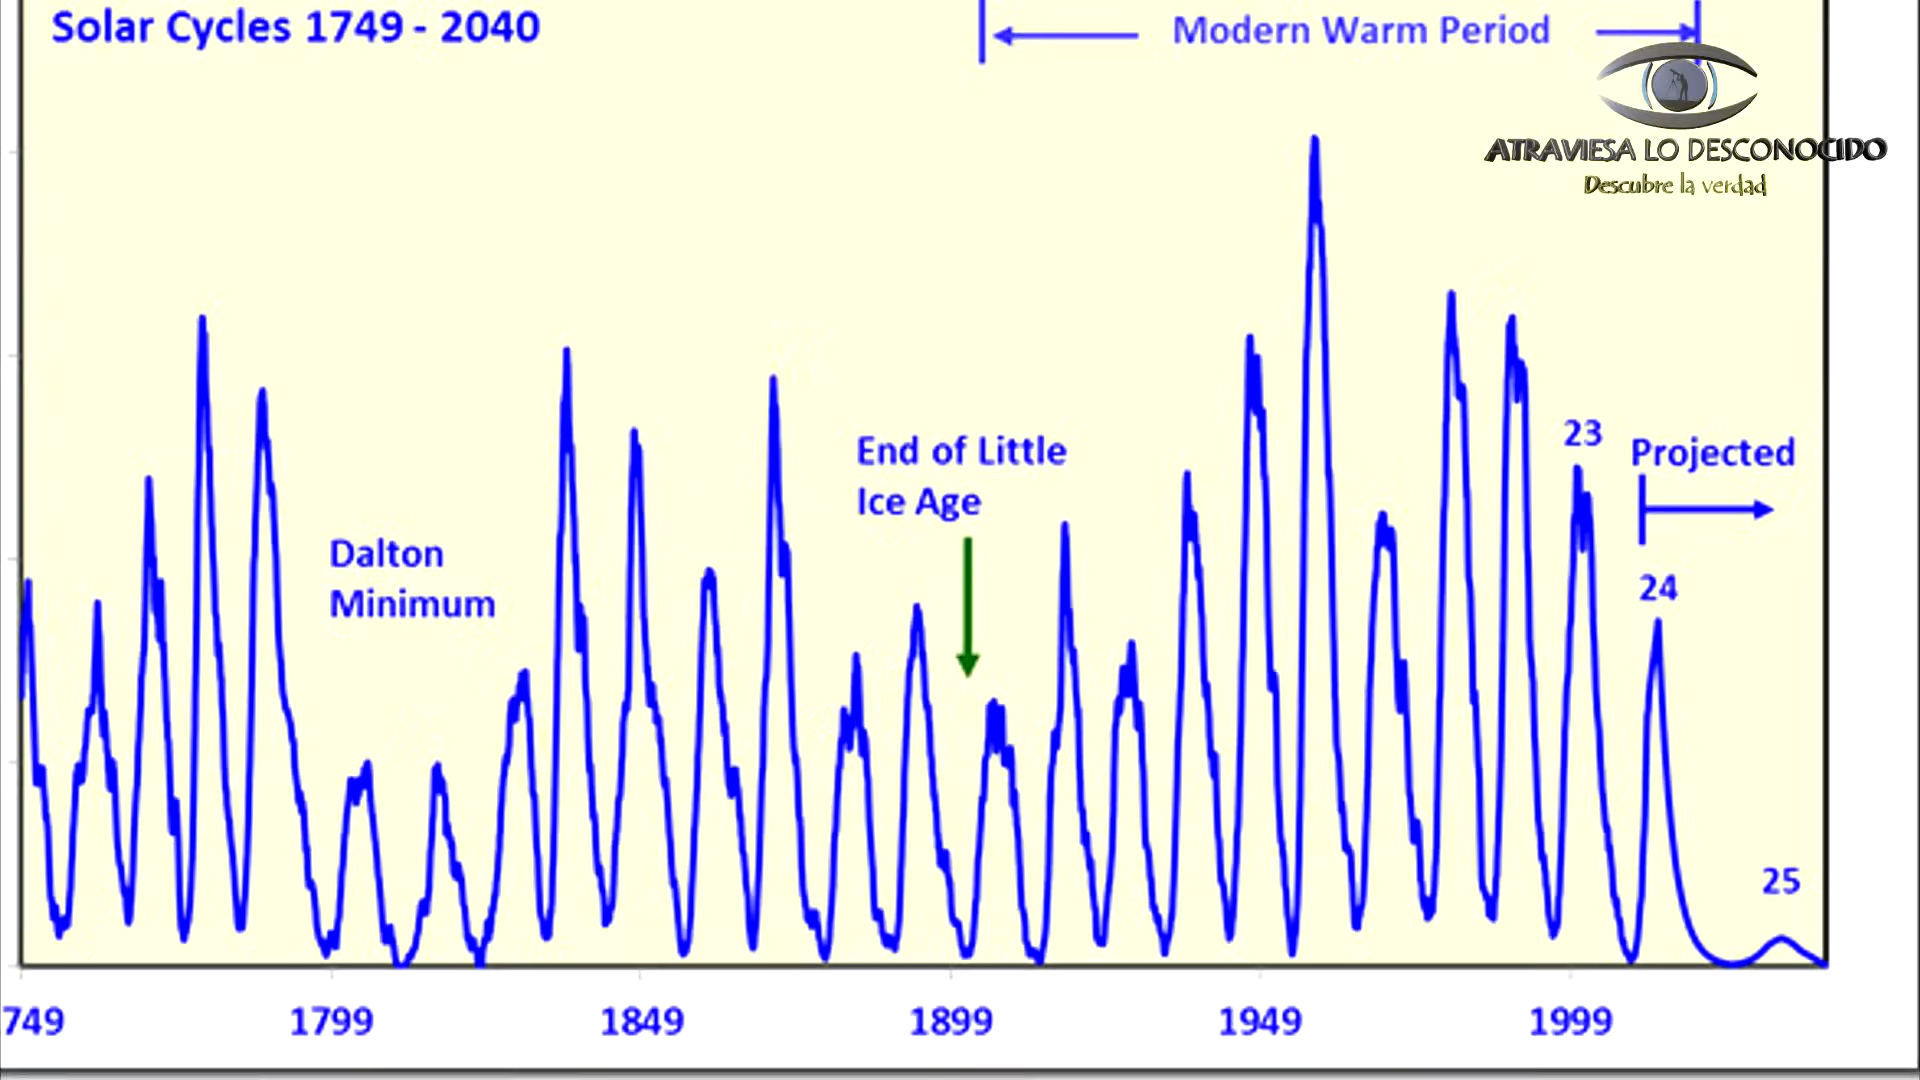 Solar Cycles 1749 - 2040
Modern Warm Period
ATRAVIESA LO DESCONOCIDO
Descubre la verdad
End of Little
Ice Age
23
Projected
Dalton
Minimum
24
25
749
1799
1849
1899
1949
1999